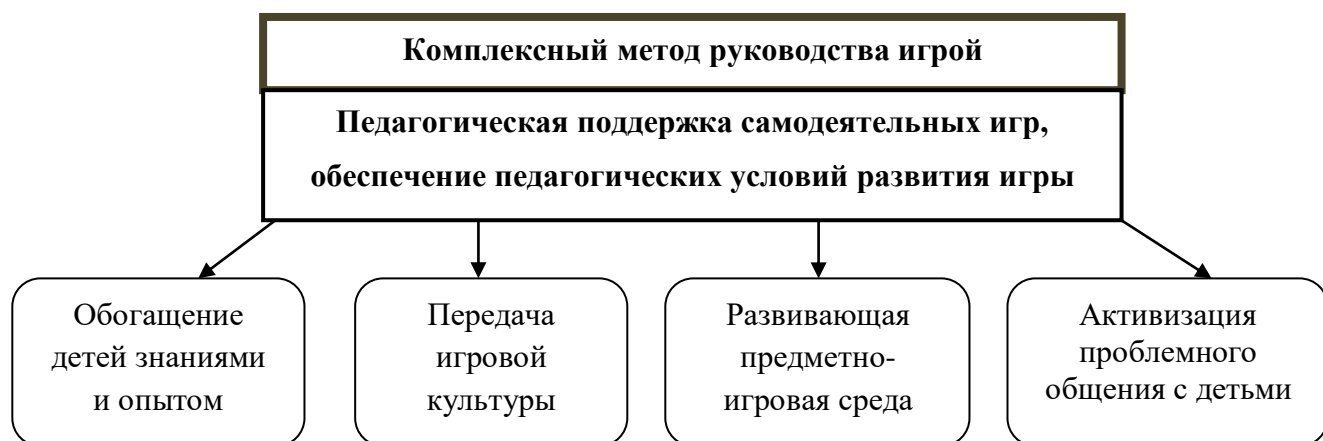 Комплексный метод руководства игрой
Педагогическая поддержка самодеятельных игр,
обеспечение педагогических условий развития игры
Обогащение
детей знаниями
и опытом
Передача
игровой
культуры
Развивающая
предметно-
игровая среда
Активизация
проблемного
общения с детьми